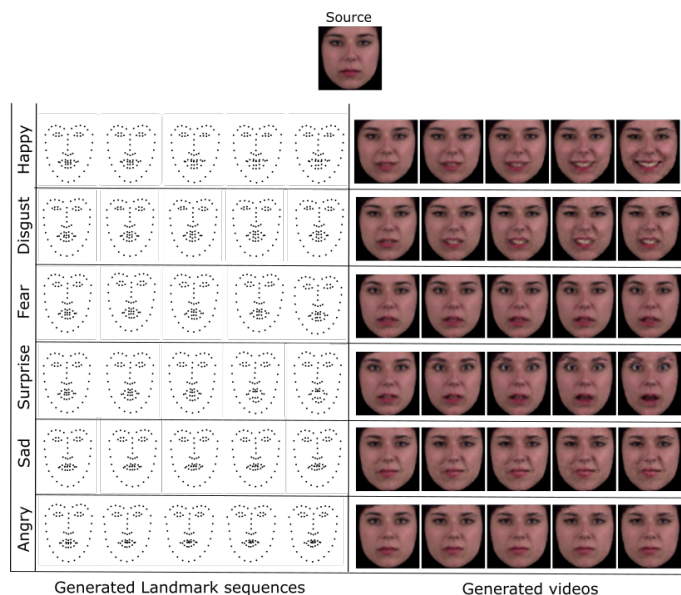 Source
Happy
Disgust
Fear
Surprise
Sad
Angry
Generated Landmark sequences
Generated videos